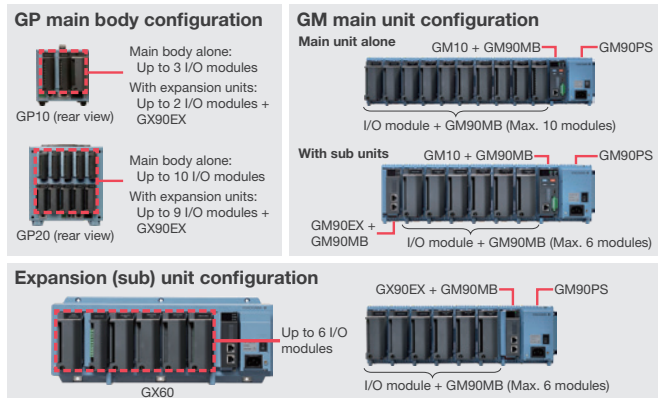 GP main body configuration
Main body alone:
Up to 3 I/O modules
With expansion units:
Up to 2 I/O modules +
GX90EX
GP10 (rear view)
Main body alone:
Up to 10 I/O modules
With expansion units:
Up to 9 I/O modules +
GX90EX
GP20 (rear view)
GM main unit configuration
Main unit alone
GM10 + GM90MB
GM90PS
I/O module + GM90MB (Max. 10 modules)
With sub units
GM10 + GM90MB
GM90PS
GM90EX +
GM90MB
I/O module + GM90MB (Max. 6 modules)
Expansion (sub) unit configuration
Up to 6 I/O
modules
GX60
GX90EX + GM90MB
GM90PS
I/O module + GM90MB (Max. 6 modules)